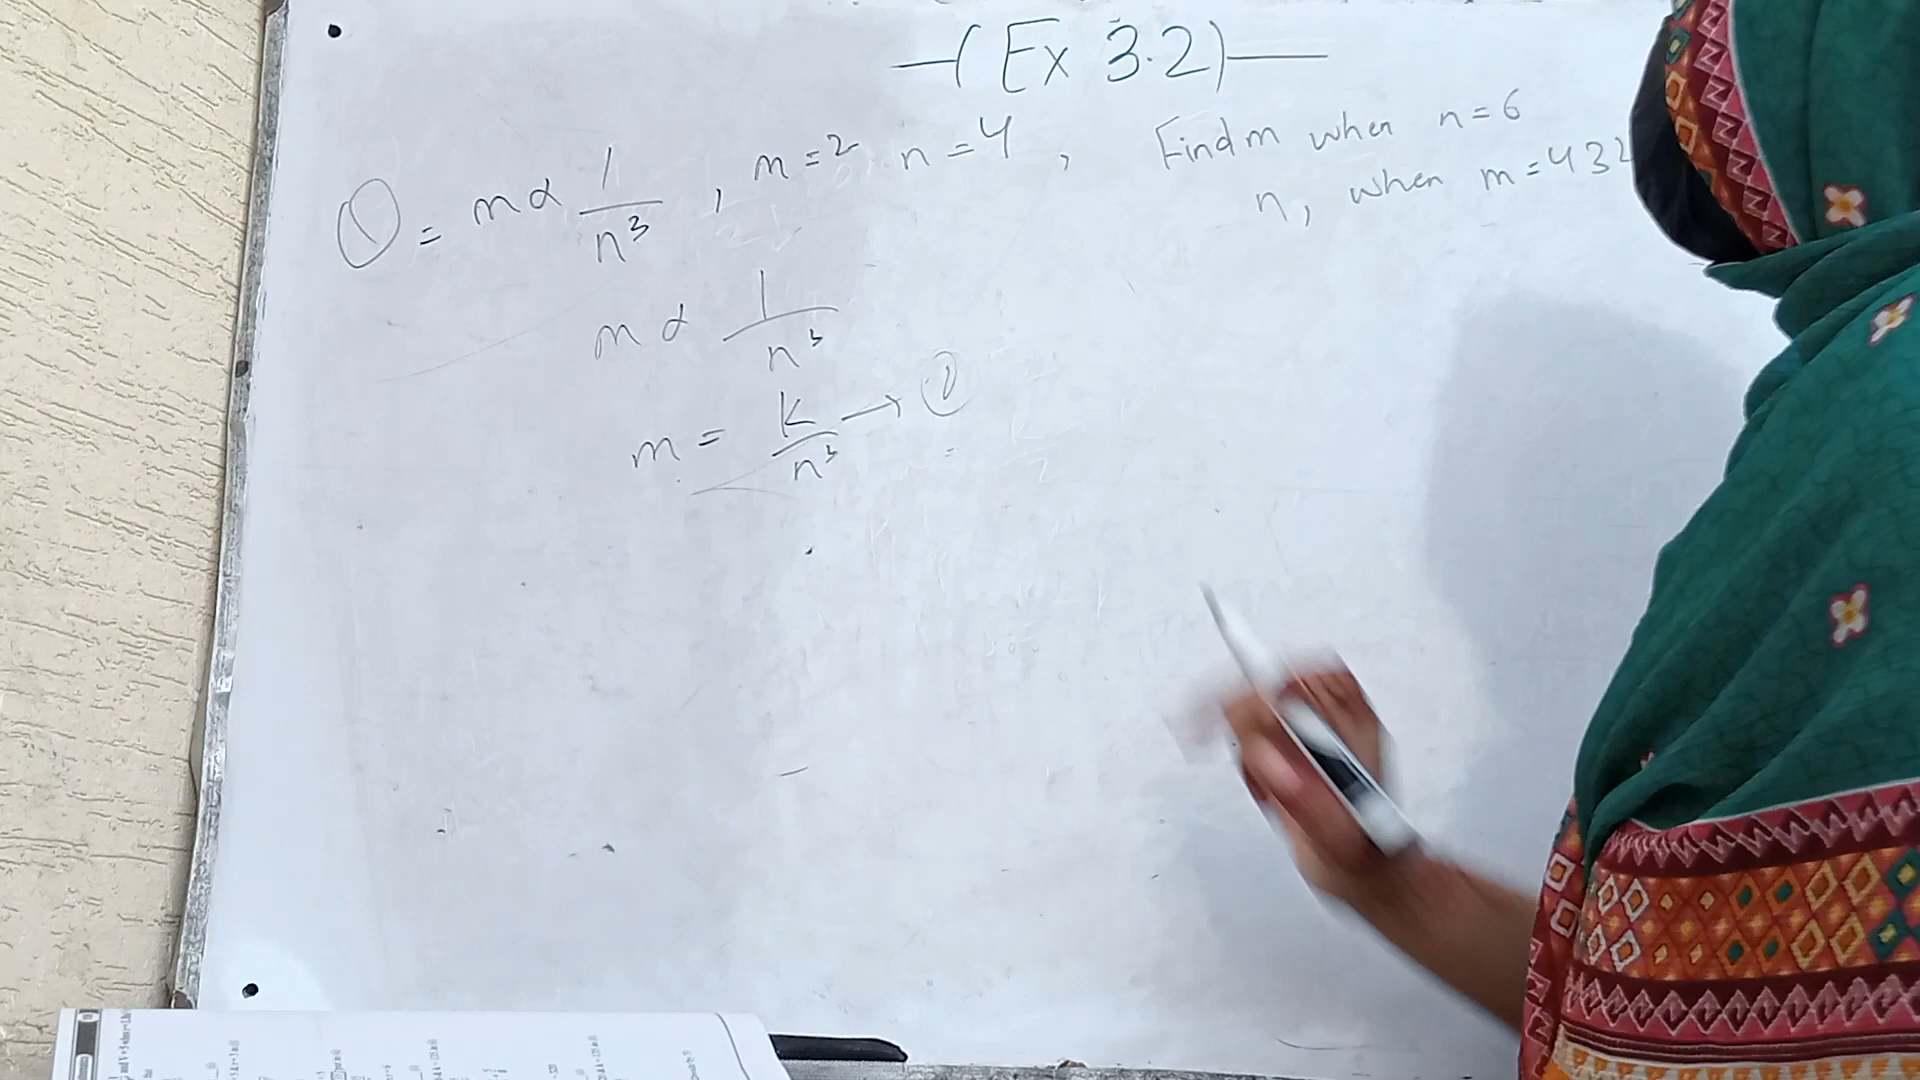 (Ex 3.2)
① = m ∝ 1/n³ , m = 2 n = 4 , Find m when n = 6
n, when m = 432
m ∝ 1/n³
m = K/n³ → ①